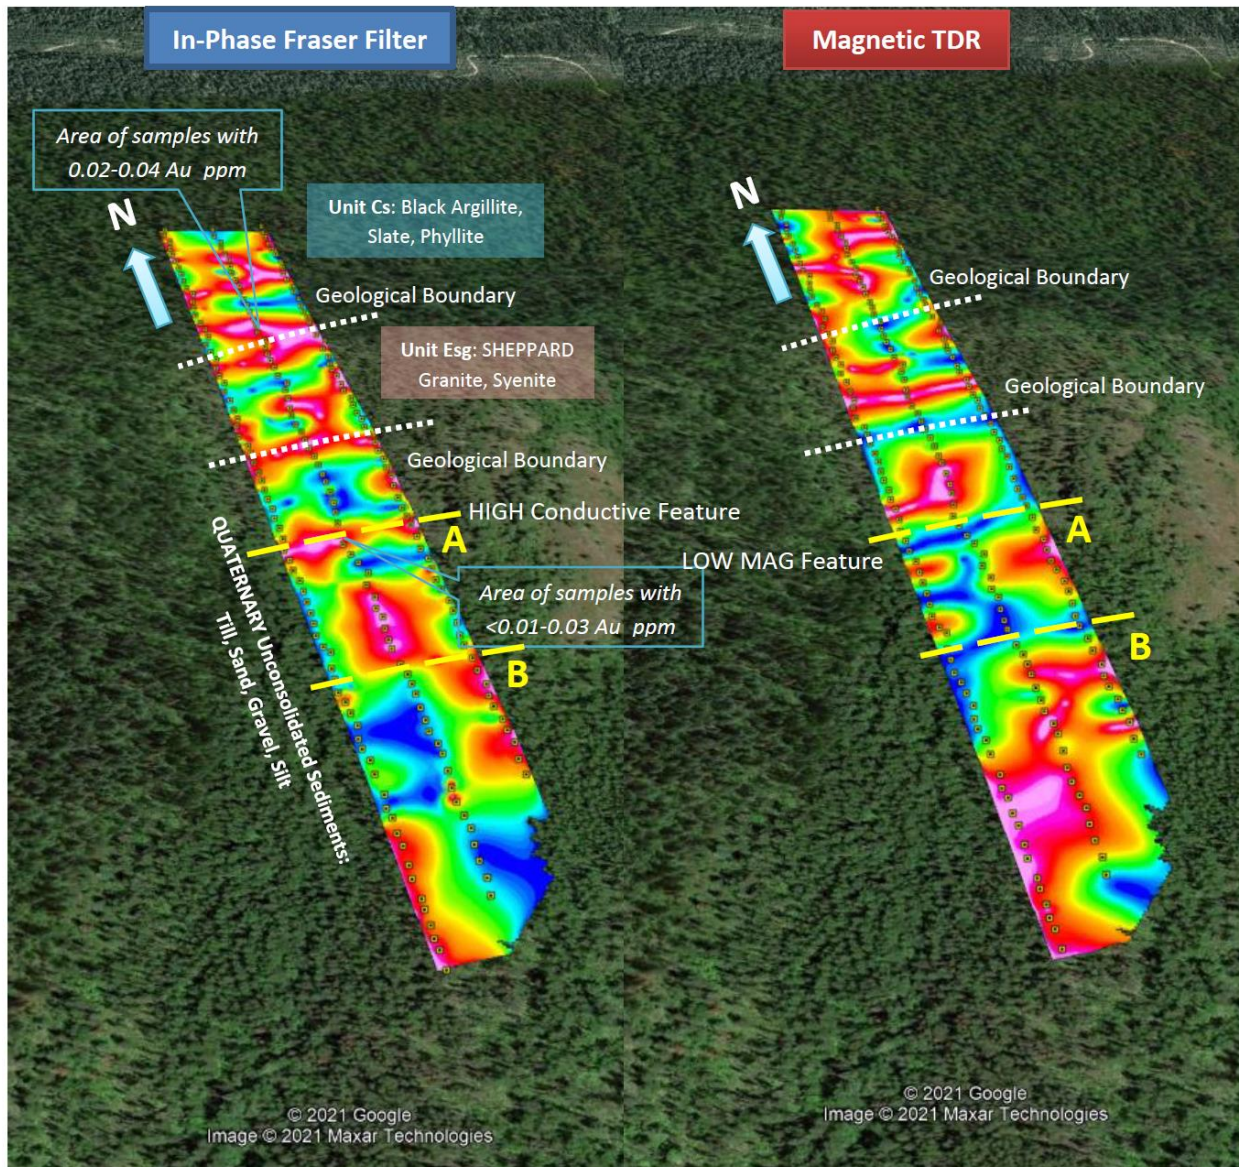 In-Phase Fraser Filter
Magnetic TDR
Area of samples with
0.02-0.04 Au ppm
N
Unit Cs: Black Argillite,
Slate, Phyllite
Geological Boundary
Unit Esg: SHEPPARD
Granite, Syenite
Geological Boundary
HIGH Conductive Feature
A
QUATERNARY Unconsolidated Sediments:
Till, Sand, Gravel, Silt
Area of samples with
<0.01-0.03 Au ppm
B
© 2021 Google
Image © 2021 Maxar Technologies
N
Geological Boundary
Geological Boundary
LOW MAG Feature
A
B
© 2021 Google
Image © 2021 Maxar Technologies